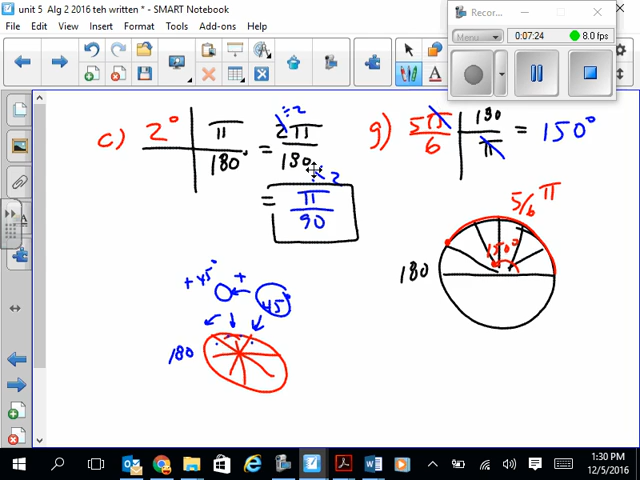 unit 5 Alg 2 2016 teh written * - SMART Notebook
File Edit View Insert Format Tools Add-ons Help
Recor...
Menu
0:07:24
8.0 fps
c) 2° | π / 180° = 2π / 180
÷2
÷2
= π / 90
g) 5π / 6 | 180 / π = 150°
5/6 π
150°
180
+45° + 45°
180
1:30 PM
12/5/2016